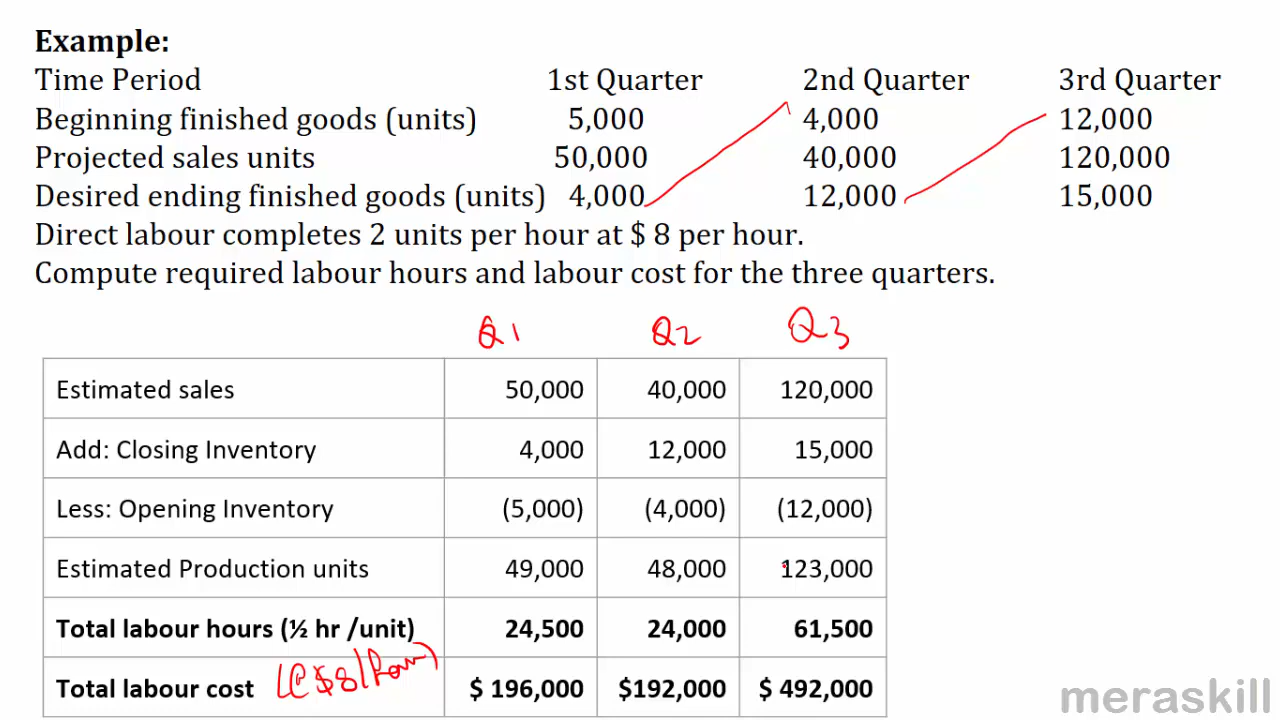 Example:
Time Period 1st Quarter 2nd Quarter 3rd Quarter
Beginning finished goods (units) 5,000 4,000 12,000
Projected sales units 50,000 40,000 120,000
Desired ending finished goods (units) 4,000 12,000 15,000
Direct labour completes 2 units per hour at $ 8 per hour.
Compute required labour hours and labour cost for the three quarters.
Q1 Q2 Q3
Estimated sales 50,000 40,000 120,000
Add: Closing Inventory 4,000 12,000 15,000
Less: Opening Inventory (5,000) (4,000) (12,000)
Estimated Production units 49,000 48,000 123,000
Total labour hours (½ hr /unit) 24,500 24,000 61,500
Total labour cost (@ $8/hour) $ 196,000 $192,000 $ 492,000
meraskill